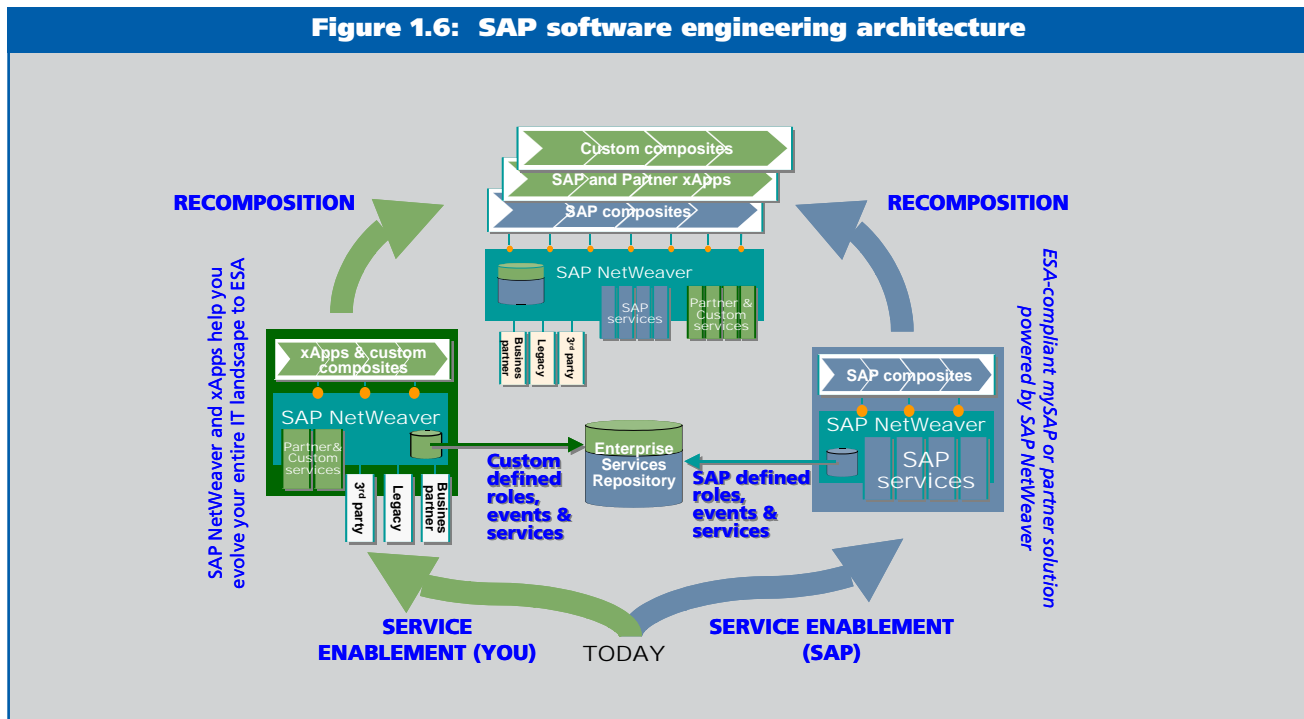 Figure 1.6: SAP software engineering architecture
Custom composites
SAP and Partner xApps
SAP composites
RECOMPOSITION
RECOMPOSITION
SAP NetWeaver
SAP
services
Partner &
Custom
services
Busines
partner
Legacy
3rd party
SAP NetWeaver and xApps help you
evolve your entire IT landscape to ESA
xApps & custom
composites
SAP NetWeaver
Partner&
Custom
services
3rd party
Legacy
Busines
partner
Custom
defined
roles,
events &
services
Enterprise
Services
Repository
SAP defined
roles,
events &
services
SAP composites
SAP NetWeaver
SAP
services
ESA-compliant mySAP or partner solution
powered by SAP NetWeaver
SERVICE
ENABLEMENT (YOU)
TODAY
SERVICE ENABLEMENT
(SAP)